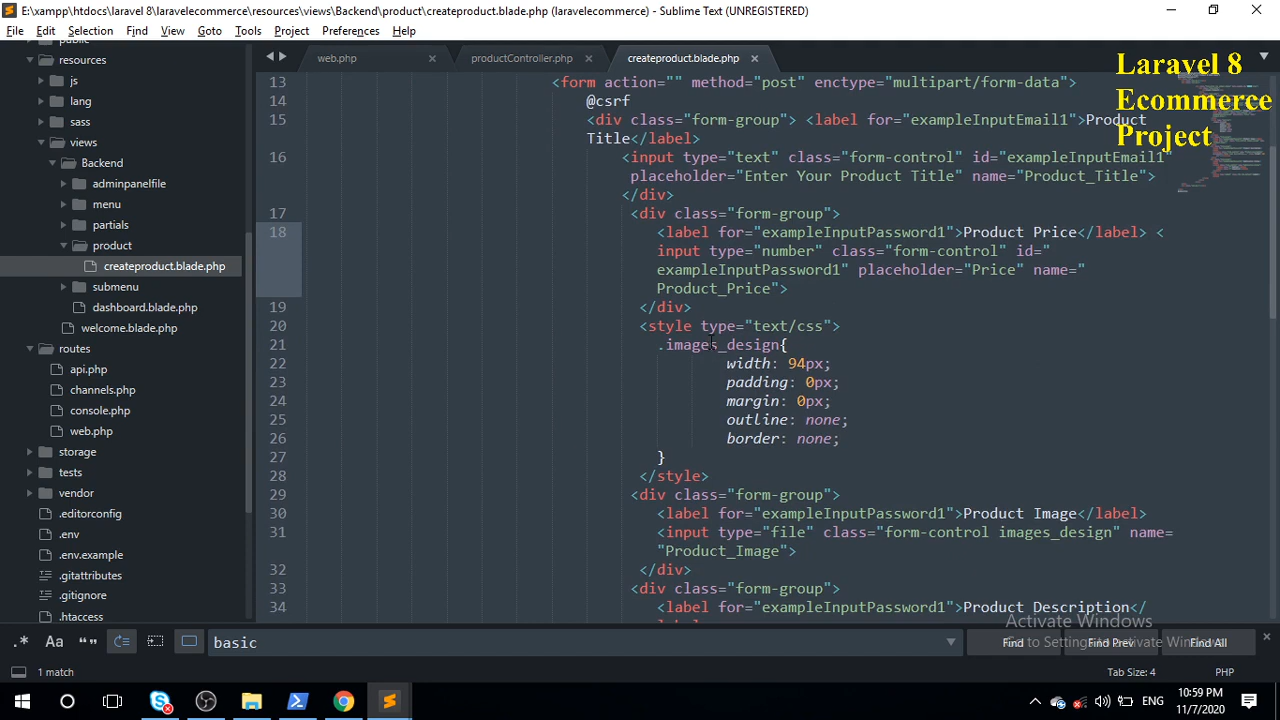 E:\xampp\htdocs\laravel 8\laravelecommerce\resources\views\Backend\product\createproduct.blade.php (laravelecommerce) - Sublime Text (UNREGISTERED)
File Edit Selection Find View Goto Tools Project Preferences Help
public
resources
js
lang
sass
views
Backend
adminpanelfile
menu
partials
product
createproduct.blade.php
submenu
dashboard.blade.php
welcome.blade.php
routes
api.php
channels.php
console.php
web.php
storage
tests
vendor
.editorconfig
.env
.env.example
.gitattributes
.gitignore
.htaccess
web.php productController.php createproduct.blade.php
Laravel 8
Ecommerce
Project
13 <form action="" method="post" enctype="multipart/form-data">
14 @csrf
15 <div class="form-group"> <label for="exampleInputEmail1">Product
Title</label>
16 <input type="text" class="form-control" id="exampleInputEmail1"
placeholder="Enter Your Product Title" name="Product_Title">
</div>
17 <div class="form-group">
18 <label for="exampleInputPassword1">Product Price</label> <
input type="number" class="form-control" id="
exampleInputPassword1" placeholder="Price" name="
Product_Price">
19 </div>
20 <style type="text/css">
21 .images_design{
22 width: 94px;
23 padding: 0px;
24 margin: 0px;
25 outline: none;
26 border: none;
27 }
28 </style>
29 <div class="form-group">
30 <label for="exampleInputPassword1">Product Image</label>
31 <input type="file" class="form-control images_design" name=
"Product_Image">
32 </div>
33 <div class="form-group">
34 <label for="exampleInputPassword1">Product Description</
Activate Windows
Go to Settings to activate Windows.
.* Aa “” basic Find Find Prev Find All
1 match Tab Size: 4 PHP
ENG 10:59 PM
11/7/2020